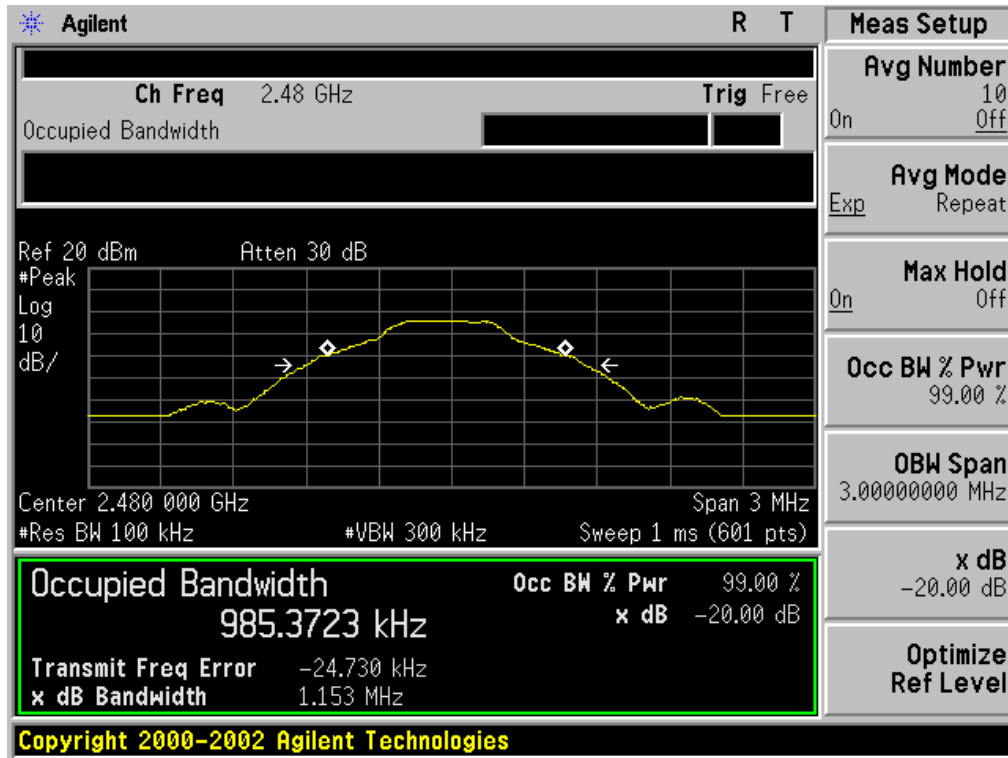 Agilent R T
Ch Freq 2.48 GHz Trig Free
Occupied Bandwidth
Ref 20 dBm Atten 30 dB
#Peak
Log
10
dB/
Center 2.480 000 GHz Span 3 MHz
#Res BW 100 kHz #VBW 300 kHz Sweep 1 ms (601 pts)
Occupied Bandwidth Occ BW % Pwr 99.00 %
985.3723 kHz x dB -20.00 dB
Transmit Freq Error -24.730 kHz
x dB Bandwidth 1.153 MHz
Copyright 2000-2002 Agilent Technologies
Meas Setup
Avg Number
10
On Off
Avg Mode
Exp Repeat
Max Hold
On Off
Occ BW % Pwr
99.00 %
OBW Span
3.00000000 MHz
x dB
-20.00 dB
Optimize
Ref Level